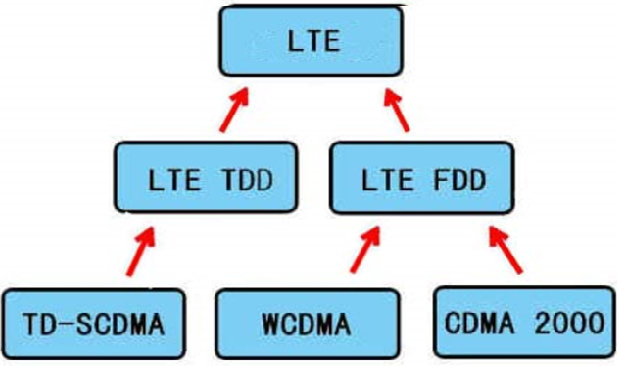 LTE
LTE TDD
LTE FDD
TD-SCDMA
WCDMA
CDMA 2000